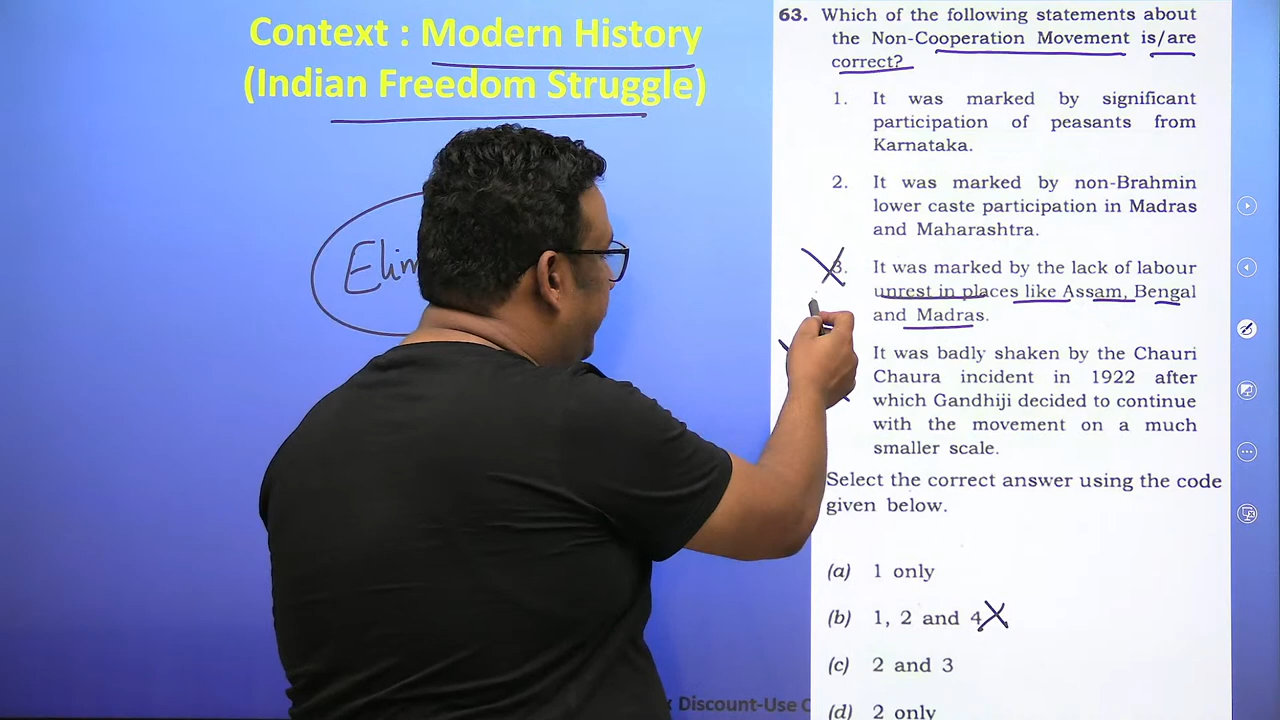 Context : Modern History
(Indian Freedom Struggle)
63. Which of the following statements about
the Non-Cooperation Movement is/are
correct?
1. It was marked by significant
participation of peasants from
Karnataka.
2. It was marked by non-Brahmin
lower caste participation in Madras
and Maharashtra.
3. It was marked by the lack of labour
unrest in places like Assam, Bengal
and Madras.
It was badly shaken by the Chauri
Chaura incident in 1922 after
which Gandhiji decided to continue
with the movement on a much
smaller scale.
Select the correct answer using the code
given below.
(a) 1 only
(b) 1, 2 and 4
(c) 2 and 3
(d) 2 only
Discount-Use